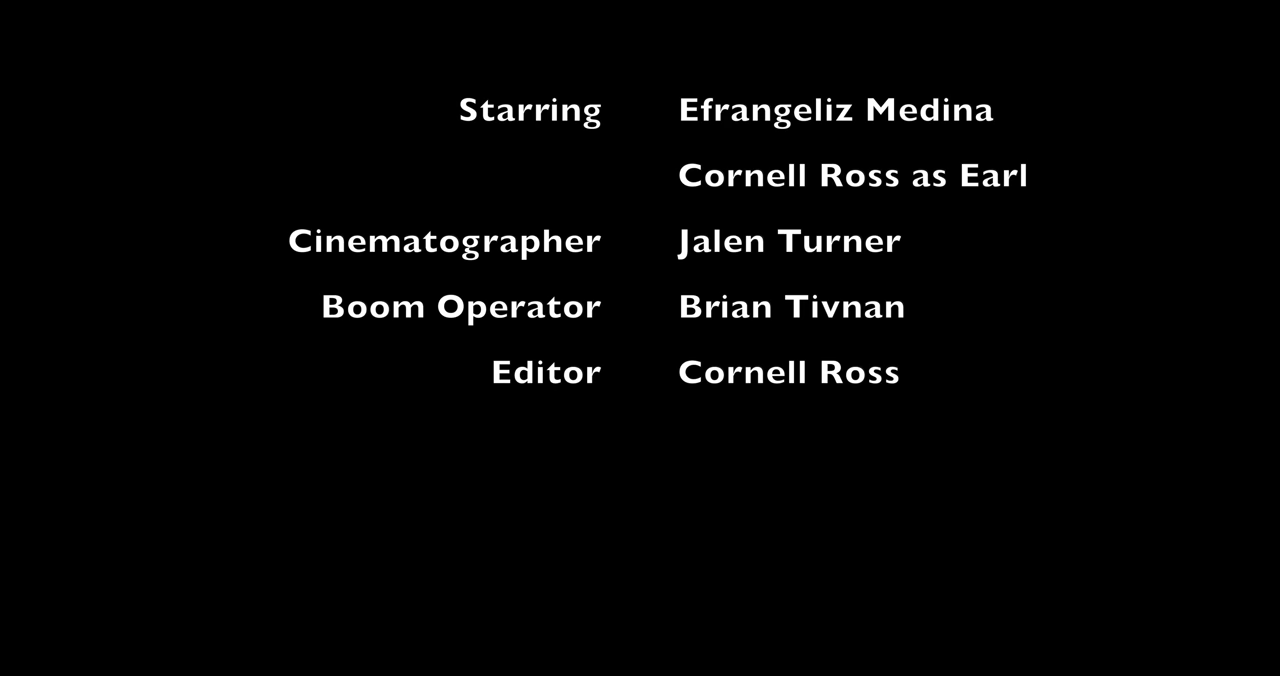 Starring Efrangeliz Medina
Cornell Ross as Earl
Cinematographer Jalen Turner
Boom Operator Brian Tivnan
Editor Cornell Ross